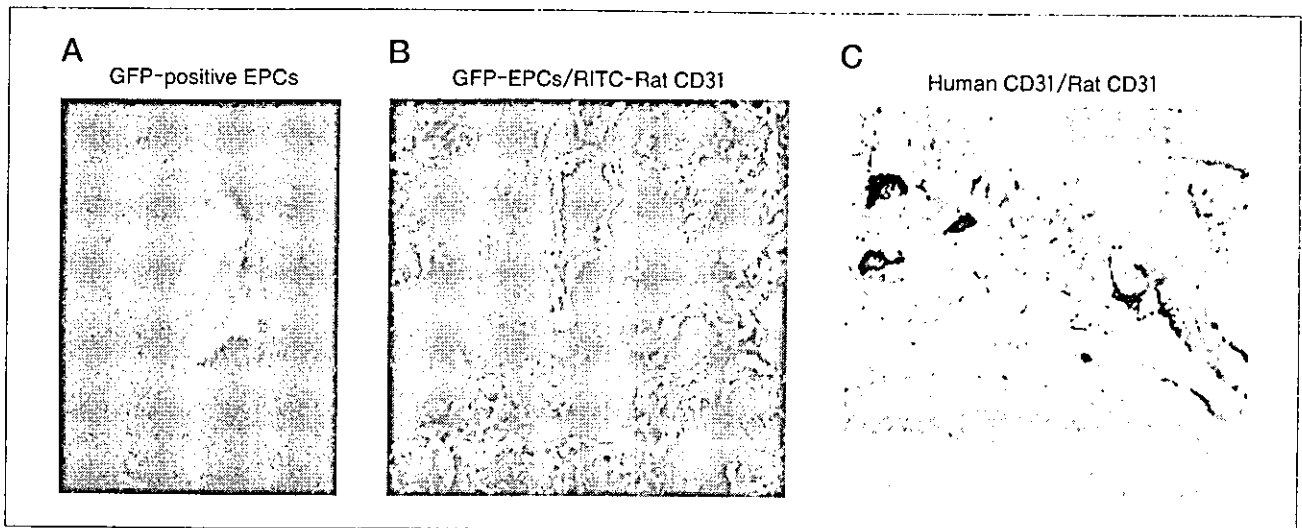 A
GFP-positive EPCs
B
GFP-EPCs/RITC-Rat CD31
C
Human CD31/Rat CD31